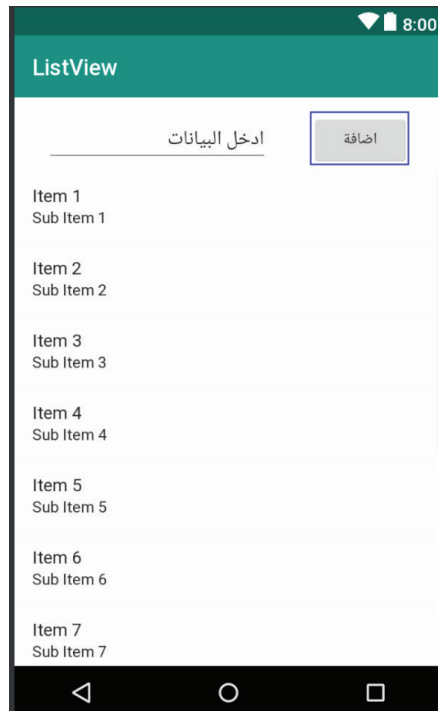 8:00
ListView
ادخل البيانات
اضافة
Item 1
Sub Item 1
Item 2
Sub Item 2
Item 3
Sub Item 3
Item 4
Sub Item 4
Item 5
Sub Item 5
Item 6
Sub Item 6
Item 7
Sub Item 7